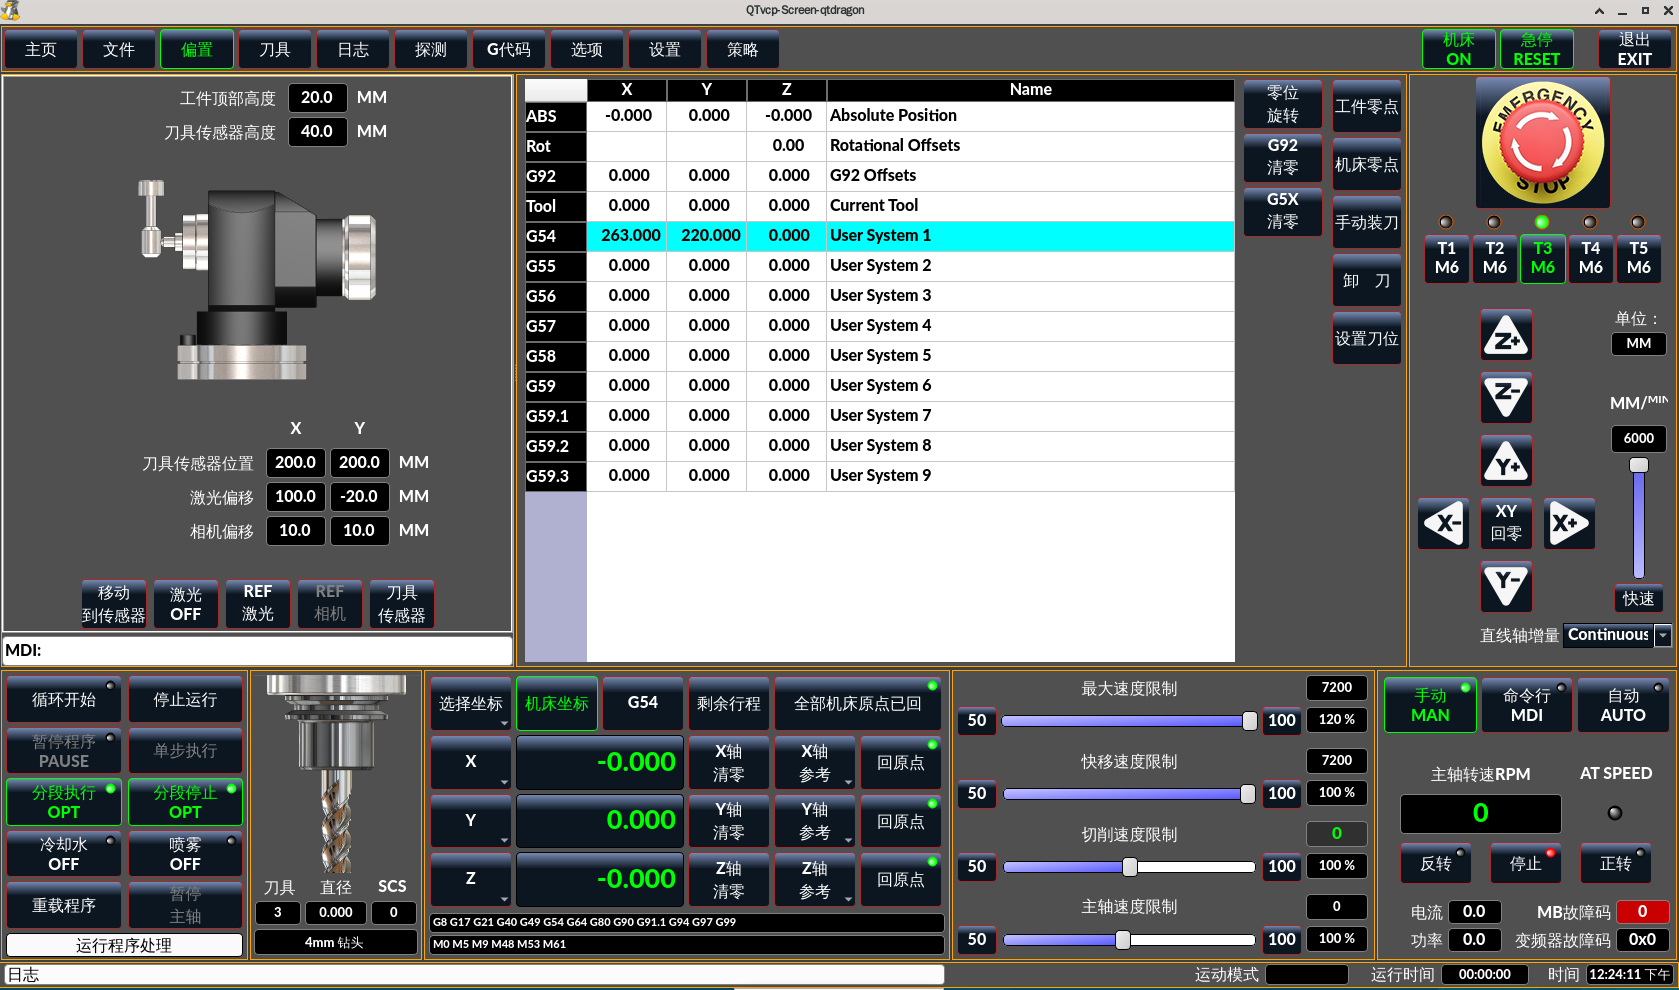 QTvcp-Screen-qtdragon
主页 文件 偏置 刀具 日志 探测 G代码 选项 设置 策略
机床
ON
急停
RESET
退出
EXIT
工件顶部高度 20.0 MM
刀具传感器高度 40.0 MM
X Y
刀具传感器位置 200.0 200.0 MM
激光偏移 100.0 -20.0 MM
相机偏移 10.0 10.0 MM
移动
到传感器
激光
OFF
REF
激光
REF
相机
刀具
传感器
MDI:
X Y Z Name
ABS -0.000 0.000 -0.000 Absolute Position
Rot 0.00 Rotational Offsets
G92 0.000 0.000 0.000 G92 Offsets
Tool 0.000 0.000 0.000 Current Tool
G54 263.000 220.000 0.000 User System 1
G55 0.000 0.000 0.000 User System 2
G56 0.000 0.000 0.000 User System 3
G57 0.000 0.000 0.000 User System 4
G58 0.000 0.000 0.000 User System 5
G59 0.000 0.000 0.000 User System 6
G59.1 0.000 0.000 0.000 User System 7
G59.2 0.000 0.000 0.000 User System 8
G59.3 0.000 0.000 0.000 User System 9
零位
旋转
G92
清零
G5X
清零
工件零点
机床零点
手动装刀
卸 刀
设置刀位
EMERGENCY
STOP
T1
M6
T2
M6
T3
M6
T4
M6
T5
M6
Z+
Z-
Y+
X-
XY
回零
X+
Y-
单位：
MM
MM/MIN
6000
快速
直线轴增量 Continuous
循环开始
停止运行
暂停程序
PAUSE
单步执行
分段执行
OPT
分段停止
OPT
冷却水
OFF
喷雾
OFF
重载程序
暂停
主轴
运行程序处理
刀具 直径 SCS
3 0.000 0
4mm 钻头
选择坐标 机床坐标 G54 剩余行程 全部机床原点已回
X -0.000
X轴
清零
X轴
参考
回原点
Y 0.000
Y轴
清零
Y轴
参考
回原点
Z -0.000
Z轴
清零
Z轴
参考
回原点
G8 G17 G21 G40 G49 G54 G64 G80 G90 G91.1 G94 G97 G99
M0 M5 M9 M48 M53 M61
最大速度限制 7200
50 100 120 %
快移速度限制 7200
50 100 100 %
切削速度限制 0
50 100 100 %
主轴速度限制 0
50 100 100 %
手动
MAN
命令行
MDI
自动
AUTO
主轴转速RPM AT SPEED
0
反转 停止 正转
电流 0.0 MB故障码 0
功率 0.0 变频器故障码 0x0
日志
运动模式 运行时间 00:00:00 时间 12:24:11 下午